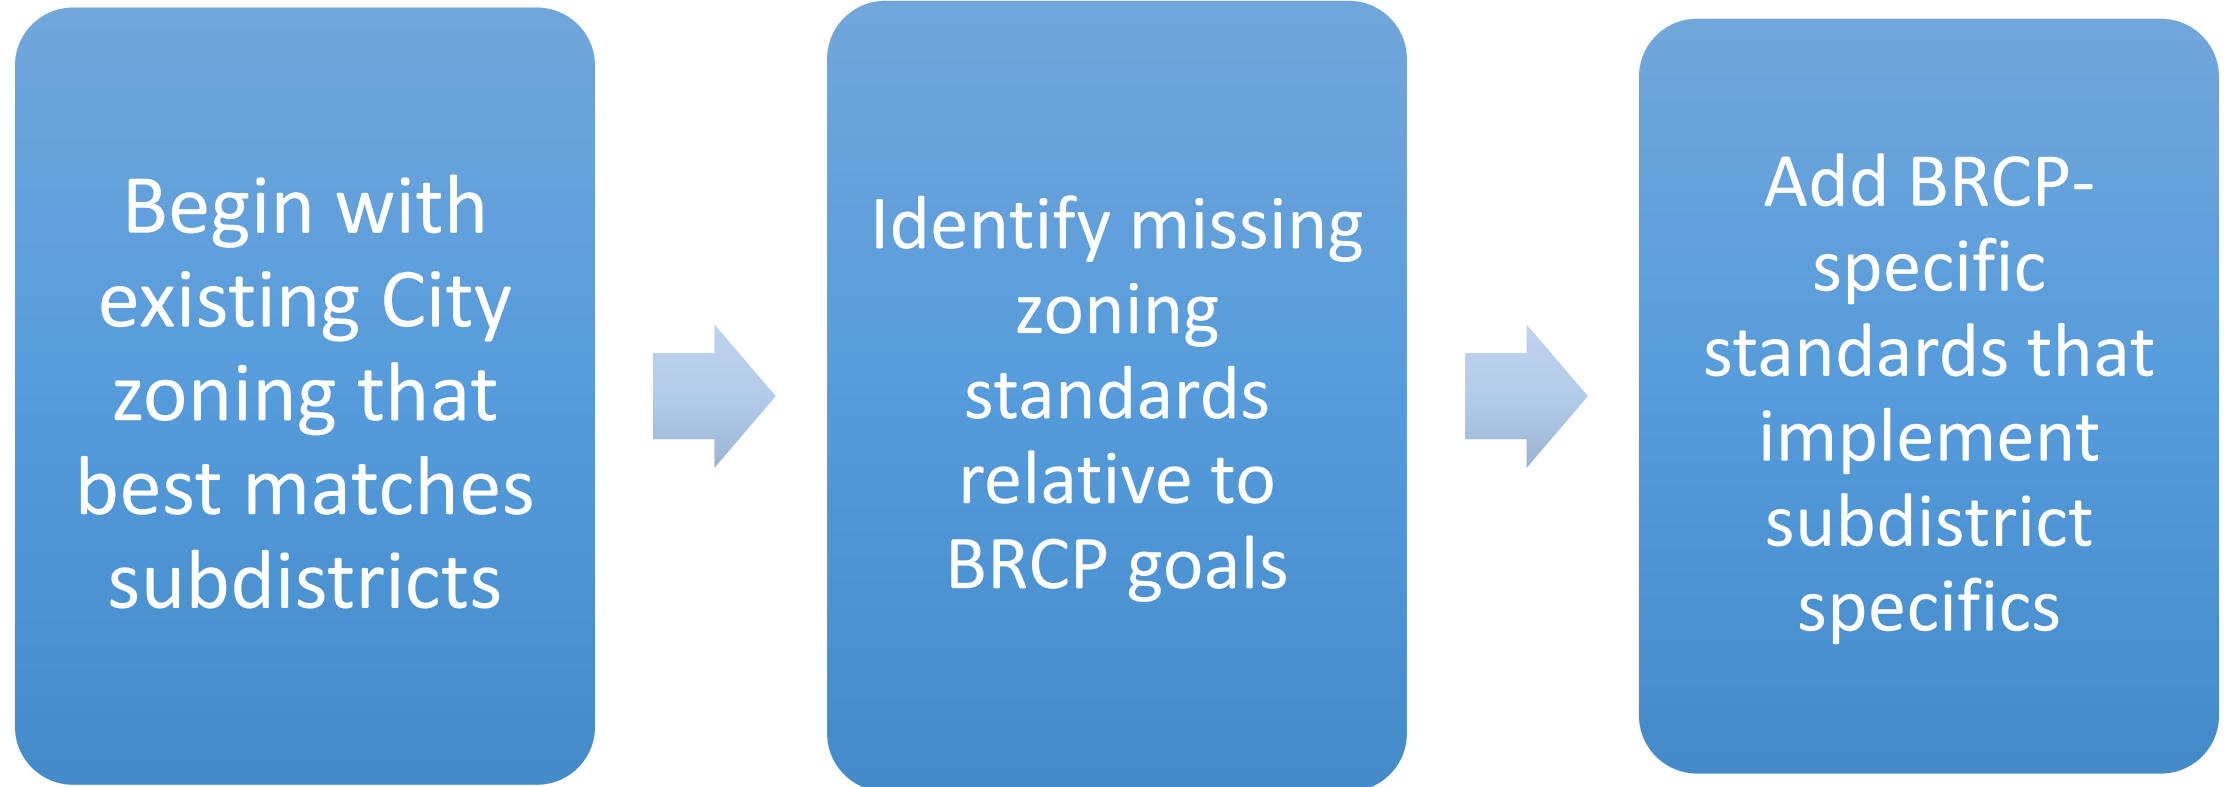 Begin with
existing City
zoning that
best matches
subdistricts
Identify missing
zoning
standards
relative to
BRCP goals
Add BRCP-
specific
standards that
implement
subdistrict
specifics